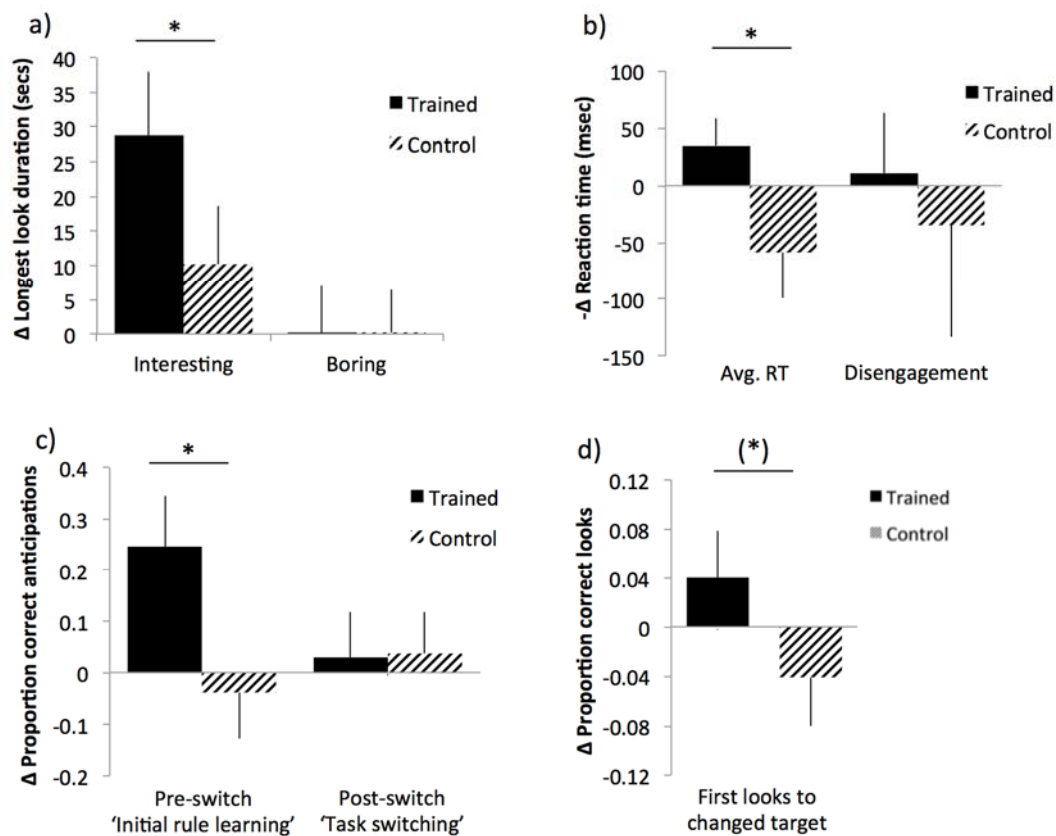 a)
*
Δ Longest look duration (secs)
40
35
30
25
20
15
10
5
0
Trained
Control
Interesting
Boring
b)
*
-Δ Reaction time (msec)
100
50
0
-50
-100
-150
Trained
Control
Avg. RT
Disengagement
c)
*
Δ Proportion correct anticipations
0.4
0.3
0.2
0.1
0
-0.1
-0.2
Trained
Control
Pre-switch
‘Initial rule learning’
Post-switch
‘Task switching’
d)
(*)
Δ Proportion correct looks
0.12
0.08
0.04
0
-0.04
-0.08
-0.12
Trained
Control
First looks to
changed target